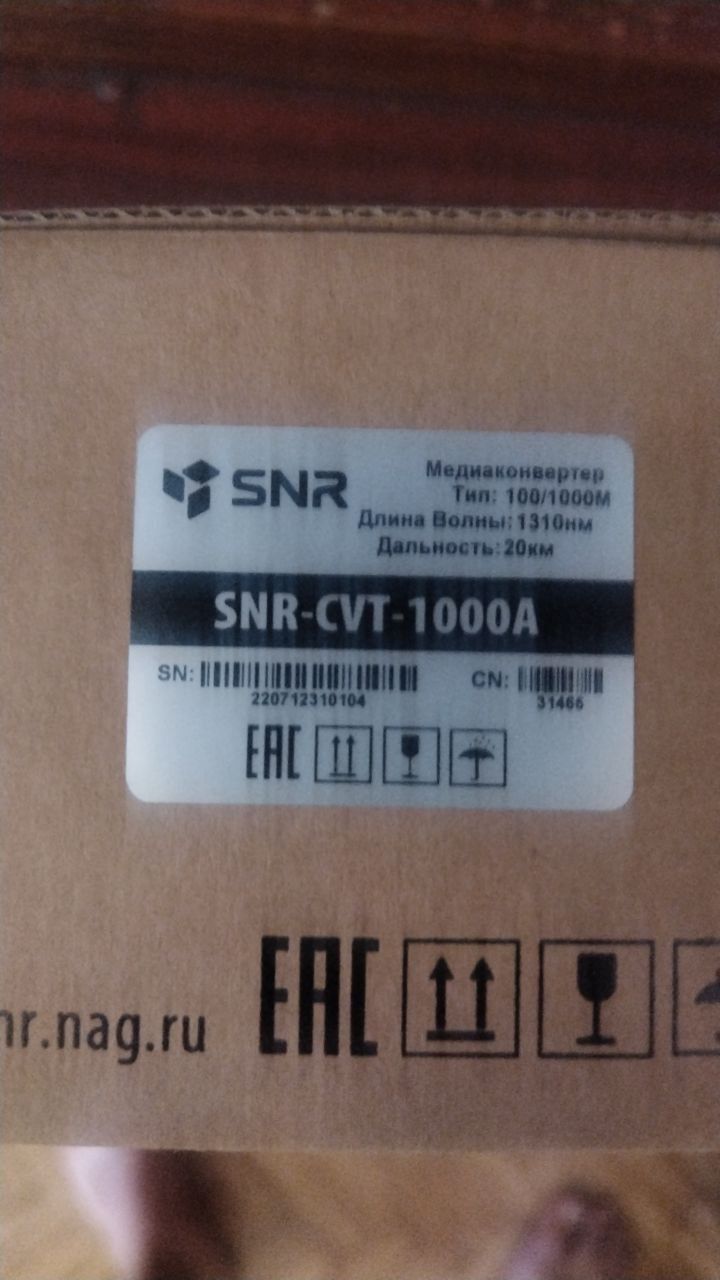 SNR
Медиаконвертер
Тип: 100/1000М
Длина Волны: 1310нм
Дальность: 20км
SNR-CVT-1000A
SN:
220712310104
CN:
31466
EAC
nr.nag.ru
EAC